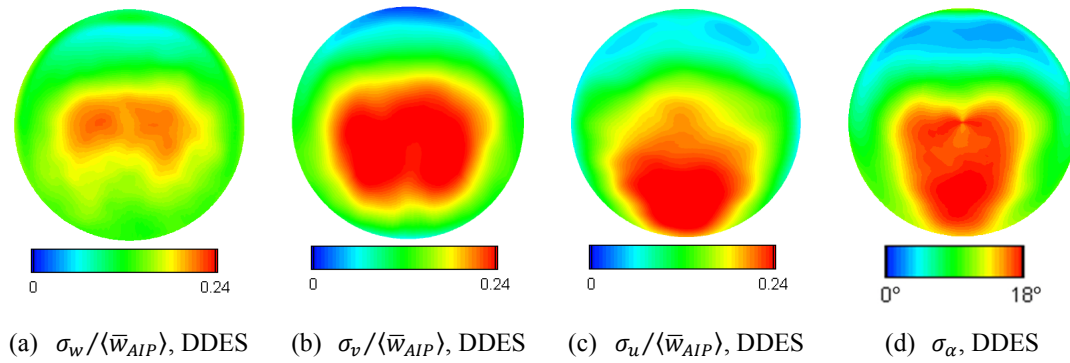 0 0.24 0 0.24 0 0.24 0° 18°
(a) σ_w/⟨w̄_AIP⟩, DDES (b) σ_v/⟨w̄_AIP⟩, DDES (c) σ_u/⟨w̄_AIP⟩, DDES (d) σ_α, DDES